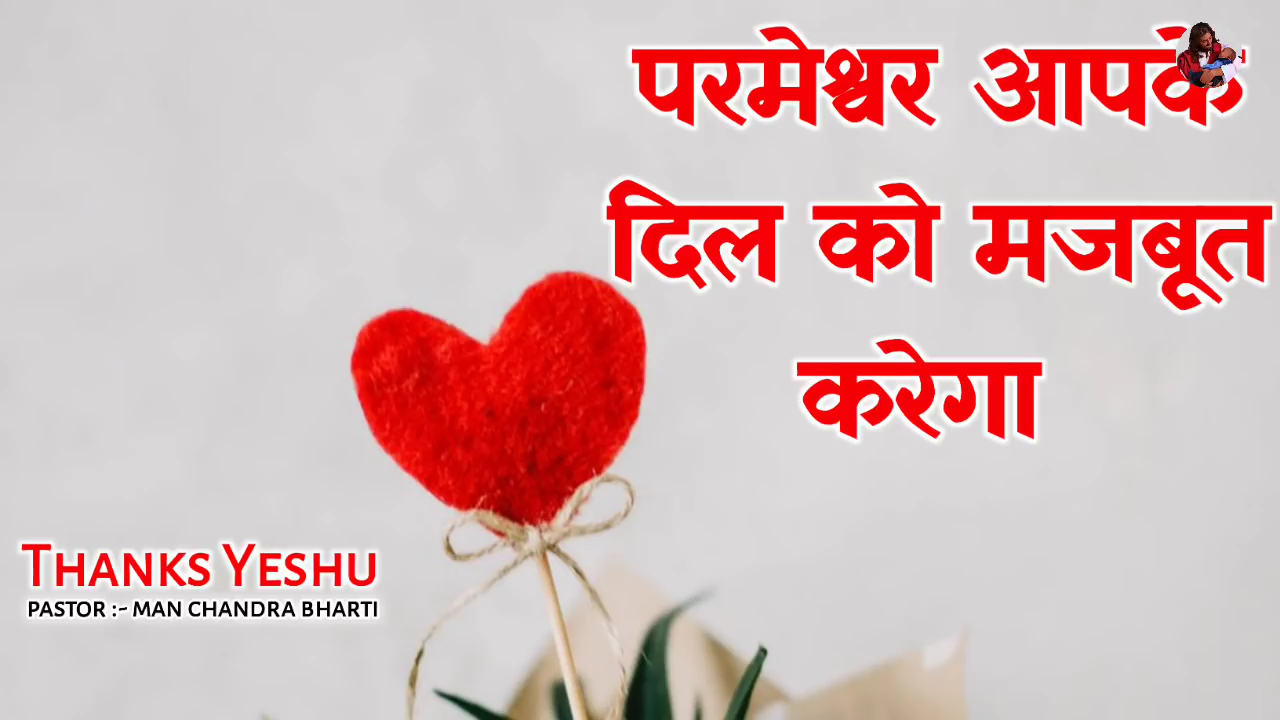 परमेश्वर आपके
दिल को मजबूत
करेगा
THANKS YESHU
PASTOR :- MAN CHANDRA BHARTI